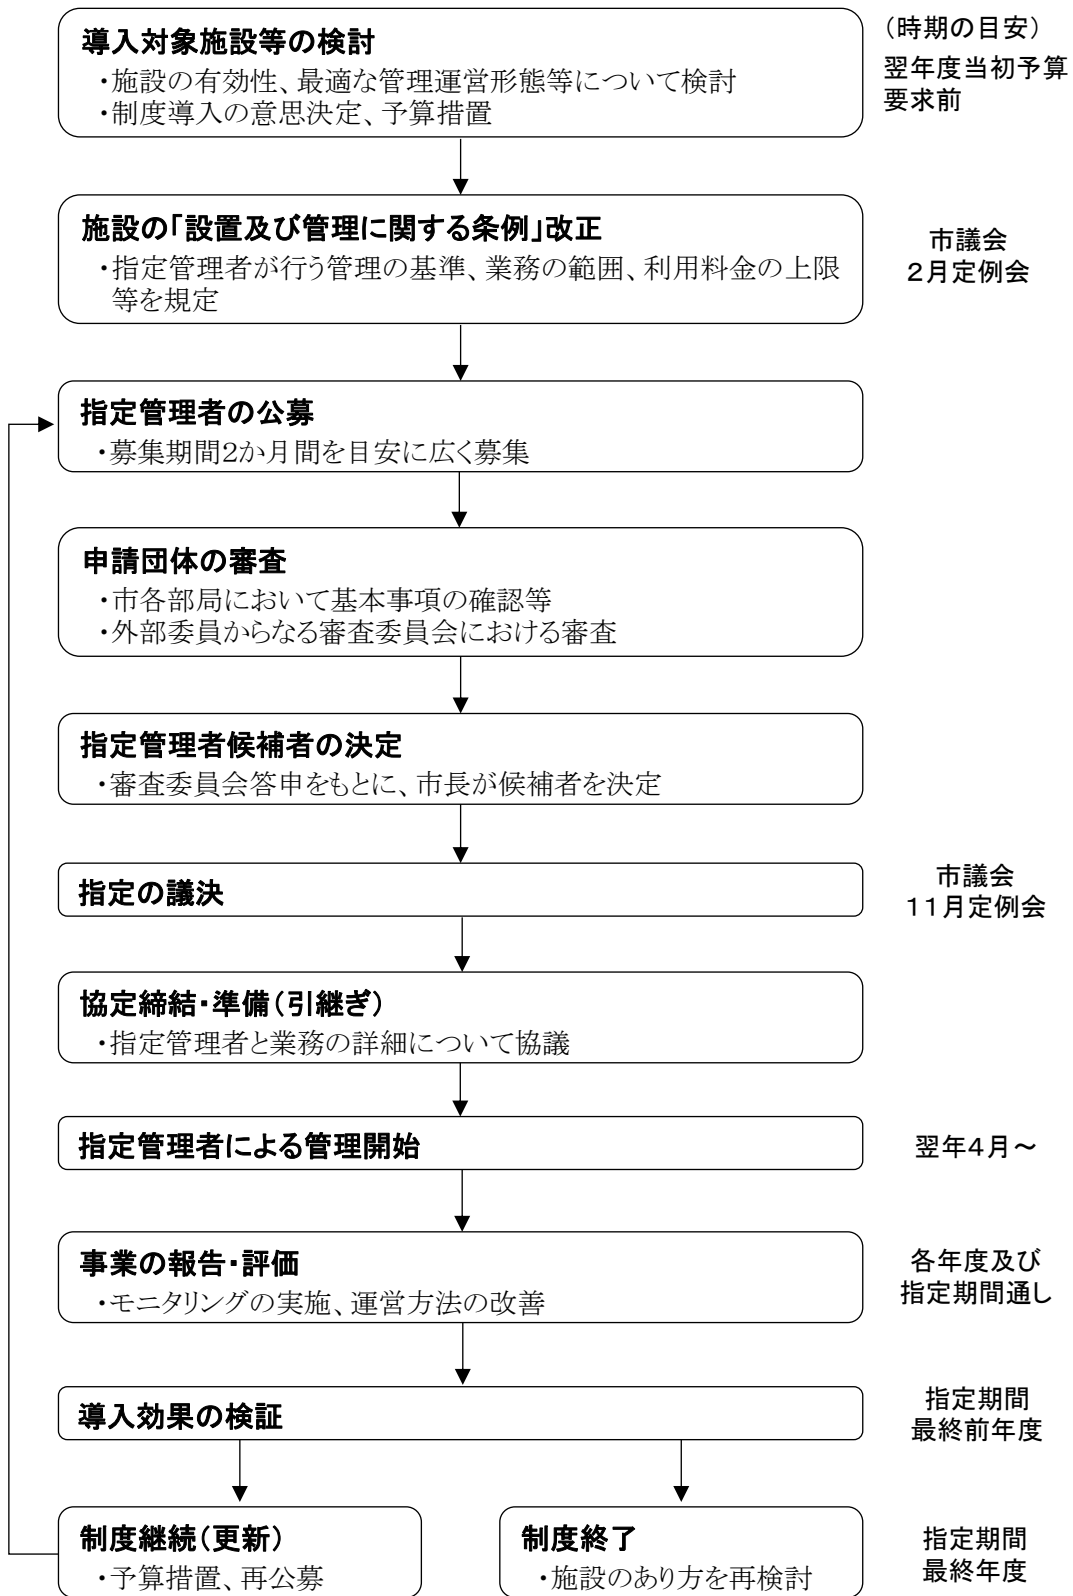 導入対象施設等の検討
・施設の有効性、最適な管理運営形態等について検討
・制度導入の意思決定、予算措置
（時期の目安）
翌年度当初予算
要求前
施設の「設置及び管理に関する条例」改正
・指定管理者が行う管理の基準、業務の範囲、利用料金の上限
等を規定
市議会
２月定例会
指定管理者の公募
・募集期間2か月間を目安に広く募集
申請団体の審査
・市各部局において基本事項の確認等
・外部委員からなる審査委員会における審査
指定管理者候補者の決定
・審査委員会答申をもとに、市長が候補者を決定
指定の議決
市議会
１１月定例会
協定締結・準備（引継ぎ）
・指定管理者と業務の詳細について協議
指定管理者による管理開始
翌年４月～
事業の報告・評価
・モニタリングの実施、運営方法の改善
各年度及び
指定期間通し
導入効果の検証
指定期間
最終前年度
制度継続（更新）
・予算措置、再公募
制度終了
・施設のあり方を再検討
指定期間
最終年度